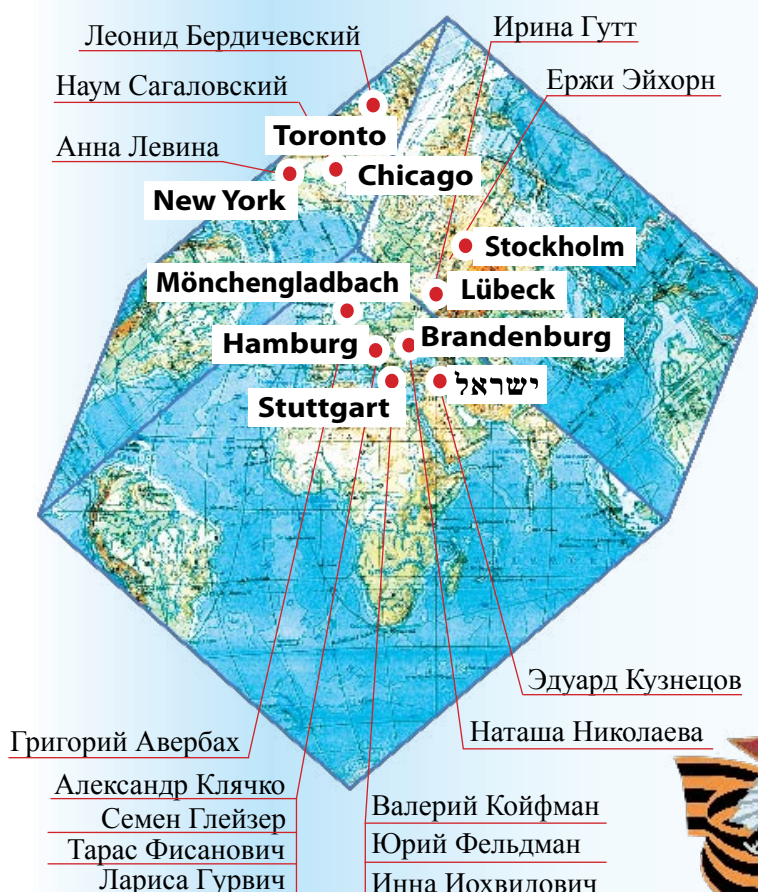 Леонид Бердичевский
Ирина Гутт
Наум Сагаловский
Ержи Эйхорн
Анна Левина
Toronto
Chicago
New York
Stockholm
Mönchengladbach
Lübeck
Hamburg
Brandenburg
Stuttgart
ישראל
Эдуард Кузнецов
Наташа Николаева
Григорий Авербах
Александр Клячко
Семен Глейзер
Тарас Фисанович
Лариса Гурвич
Валерий Койфман
Юрий Фельдман
Инна Иохвидович